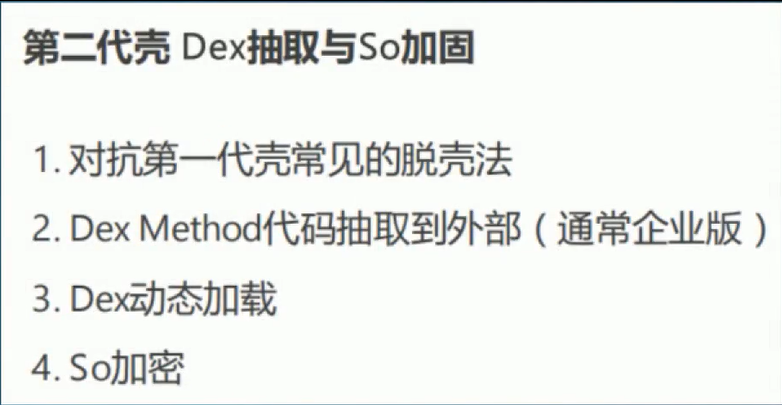 第二代壳 Dex抽取与So加固
1. 对抗第一代壳常见的脱壳法
2. Dex Method代码抽取到外部（通常企业版）
3. Dex动态加载
4. So加密